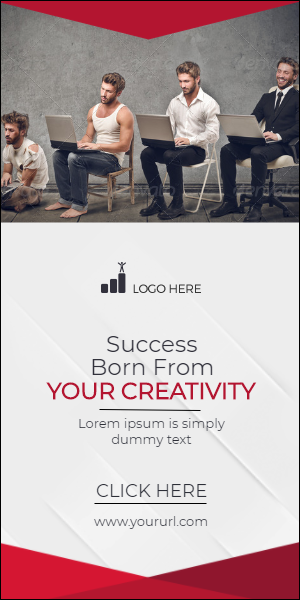 LOGO HERE
Success
Born From
YOUR CREATIVITY
Lorem ipsum is simply
dummy text
CLICK HERE
www.yoururl.com